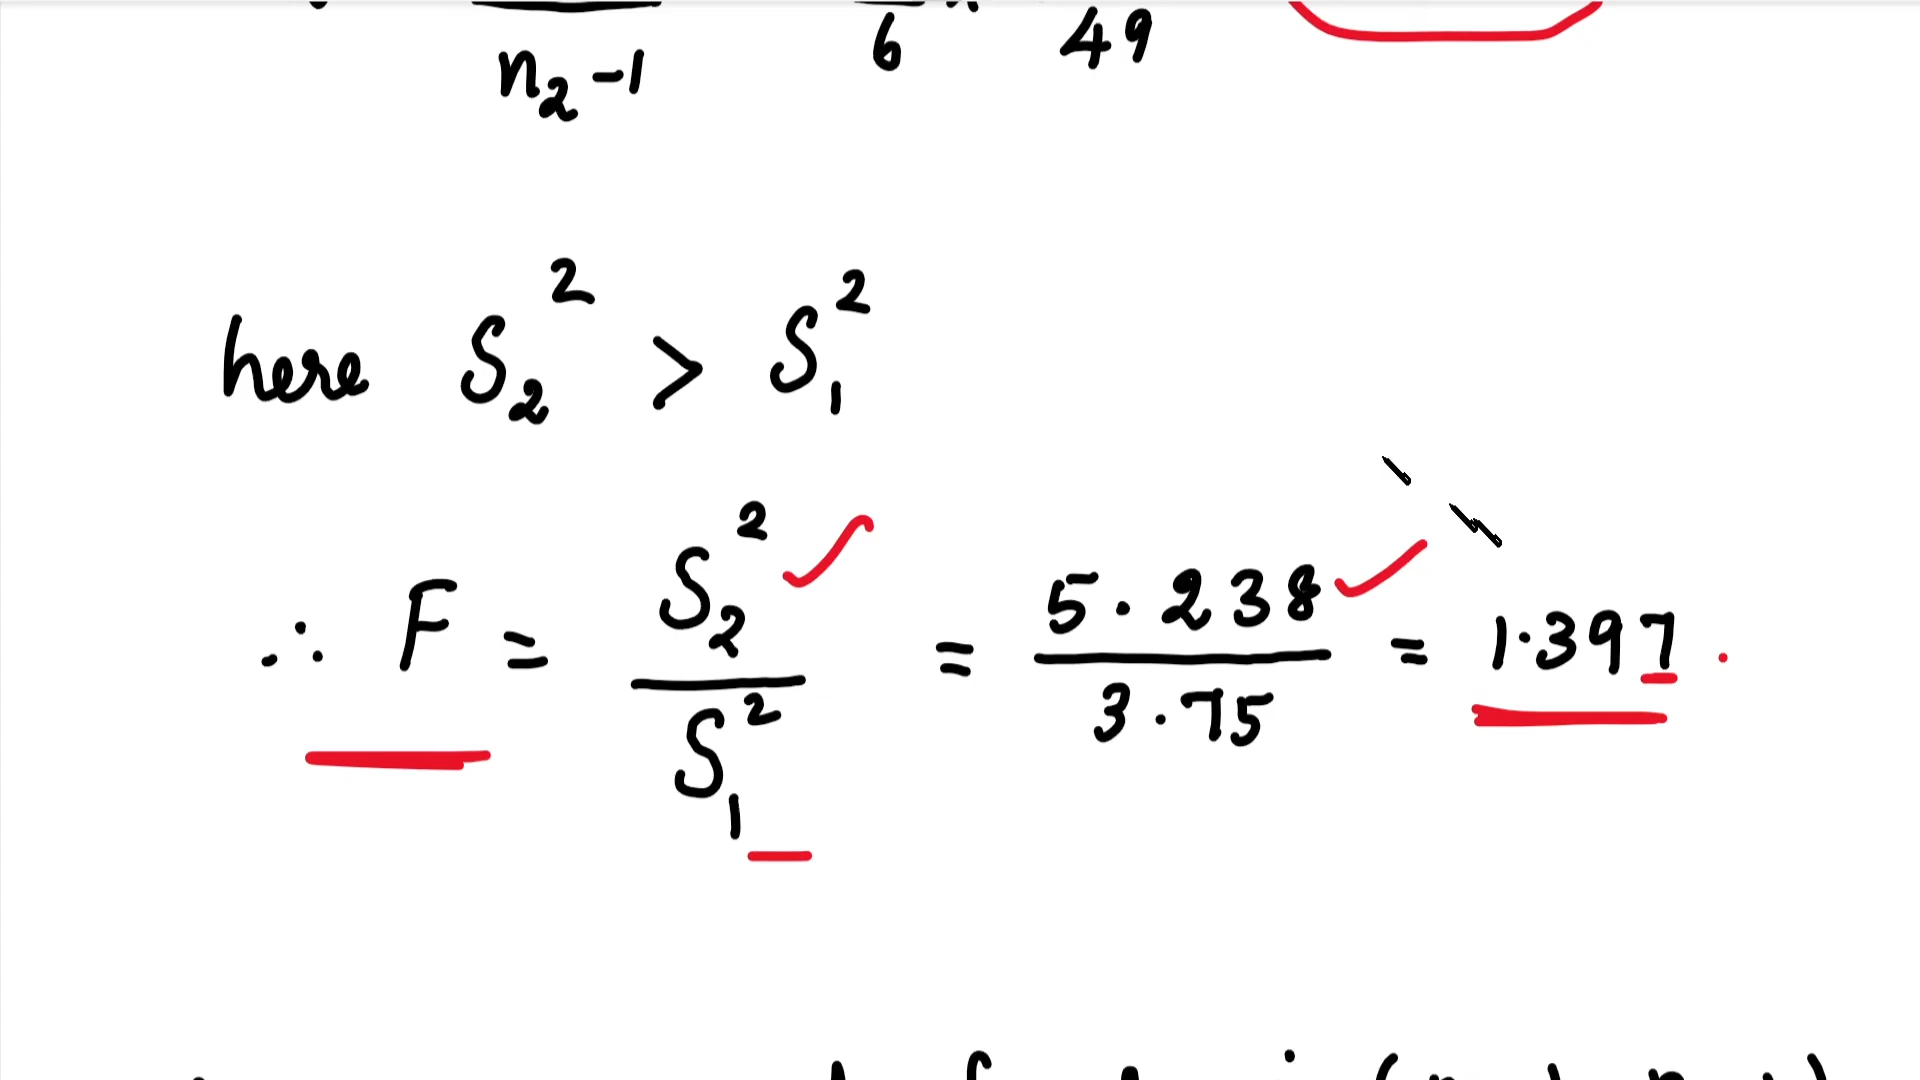 n₂-1 6 49
here S₂² > S₁²
∴ F = S₂² / S₁² = 5.238 / 3.75 = 1.397.